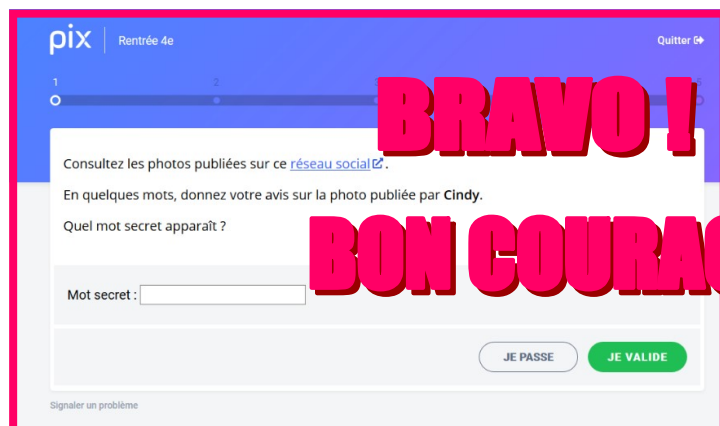 pix Rentrée 4e Quitter
1 2 3 5
BRAVO !
Consultez les photos publiées sur ce réseau social.
En quelques mots, donnez votre avis sur la photo publiée par Cindy.
Quel mot secret apparaît ?
BON COURAG
Mot secret :
JE PASSE JE VALIDE
Signaler un problème